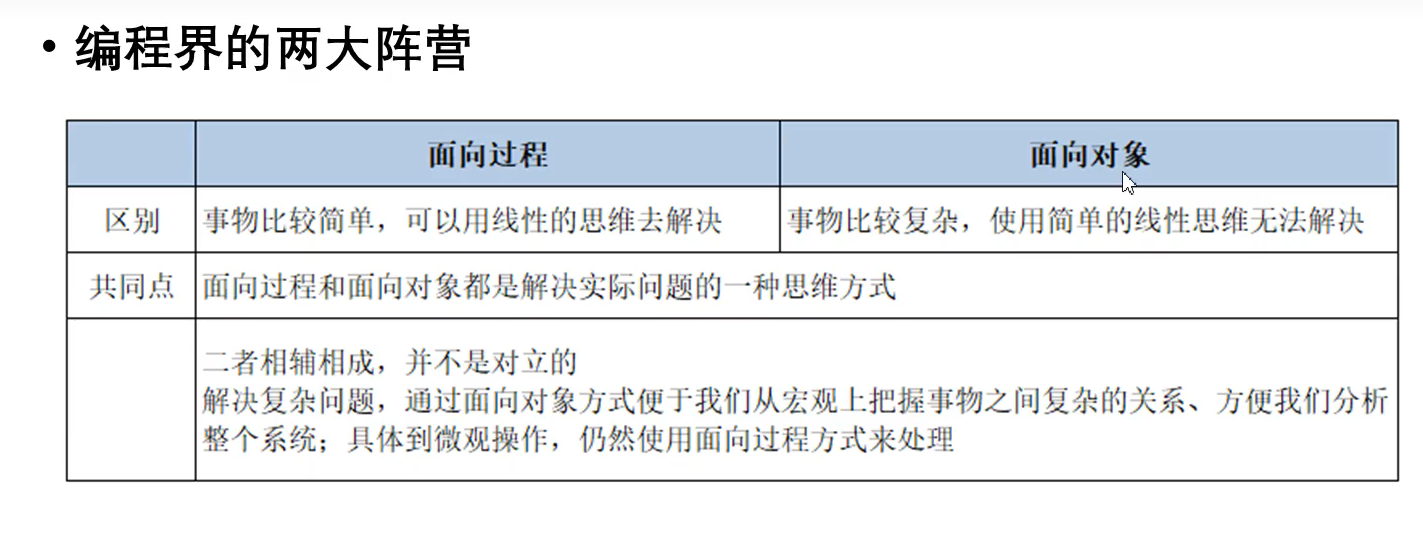 • 编程界的两大阵营
面向过程 面向对象
区别 事物比较简单，可以用线性的思维去解决 事物比较复杂，使用简单的线性思维无法解决
共同点 面向过程和面向对象都是解决实际问题的一种思维方式
二者相辅相成，并不是对立的
解决复杂问题，通过面向对象方式便于我们从宏观上把握事物之间复杂的关系、方便我们分析
整个系统；具体到微观操作，仍然使用面向过程方式来处理